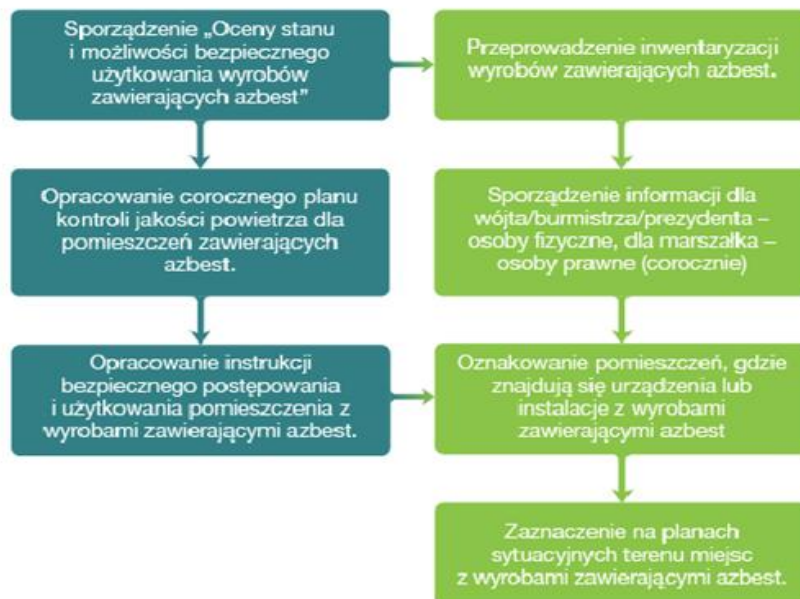 Sporządzenie „Oceny stanu
i możliwości bezpiecznego
użytkowania wyrobów
zawierających azbest”
Przeprowadzenie inwentaryzacji
wyrobów zawierających azbest.
Opracowanie corocznego planu
kontroli jakości powietrza dla
pomieszczeń zawierających
azbest.
Sporządzenie informacji dla
wójta/burmistrza/prezydenta –
osoby fizyczne, dla marszałka –
osoby prawne (corocznie)
Opracowanie instrukcji
bezpiecznego postępowania
i użytkowania pomieszczenia z
wyrobami zawierającymi azbest.
Oznakowanie pomieszczeń, gdzie
znajdują się urządzenia lub
instalacje z wyrobami
zawierającymi azbest
Zaznaczenie na planach
sytuacyjnych terenu miejsc
z wyrobami zawierającymi azbest.